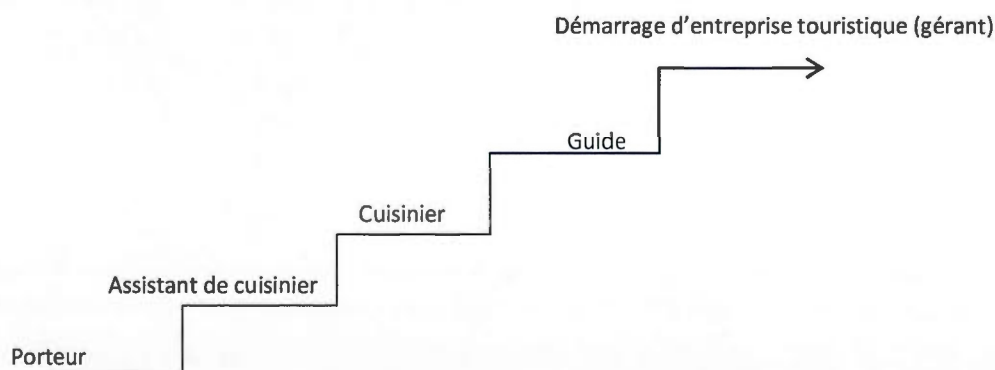 Démarrage d'entreprise touristique (gérant)
Guide
Cuisinier
Assistant de cuisinier
Porteur